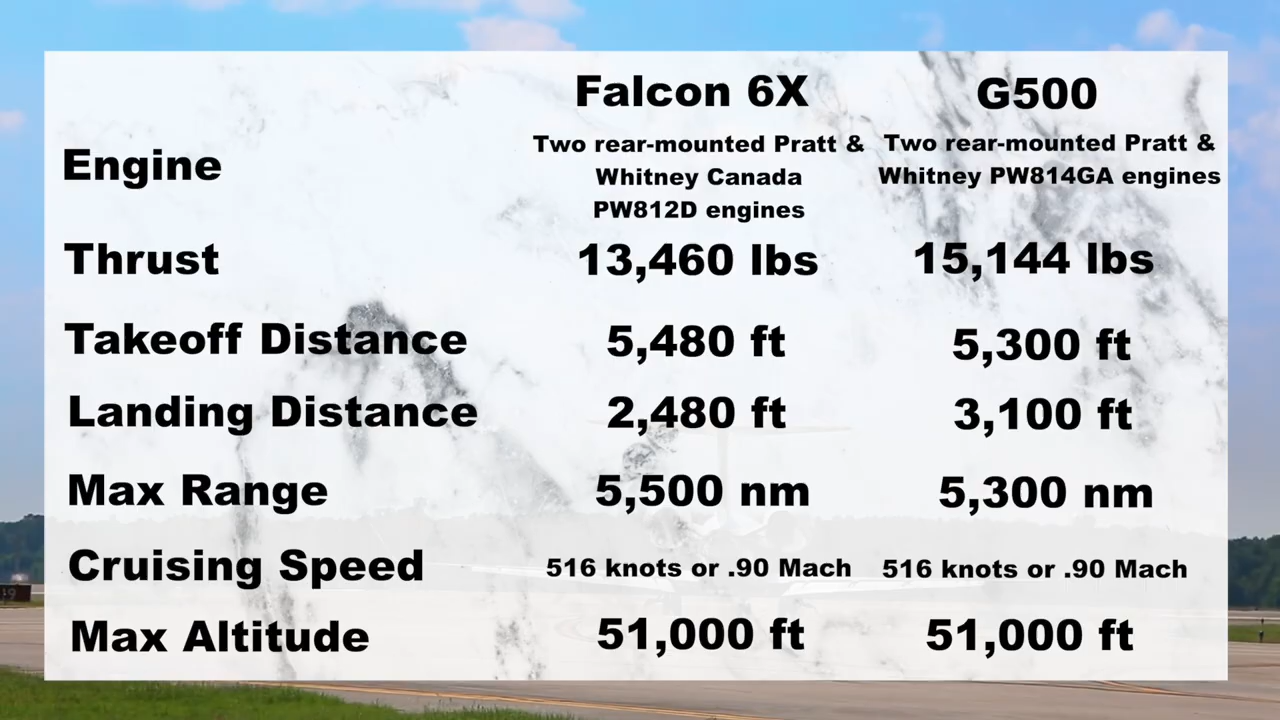 Falcon 6X G500
Engine Two rear-mounted Pratt & Whitney Canada PW812D engines Two rear-mounted Pratt & Whitney PW814GA engines
Thrust 13,460 lbs 15,144 lbs
Takeoff Distance 5,480 ft 5,300 ft
Landing Distance 2,480 ft 3,100 ft
Max Range 5,500 nm 5,300 nm
Cruising Speed 516 knots or .90 Mach 516 knots or .90 Mach
Max Altitude 51,000 ft 51,000 ft